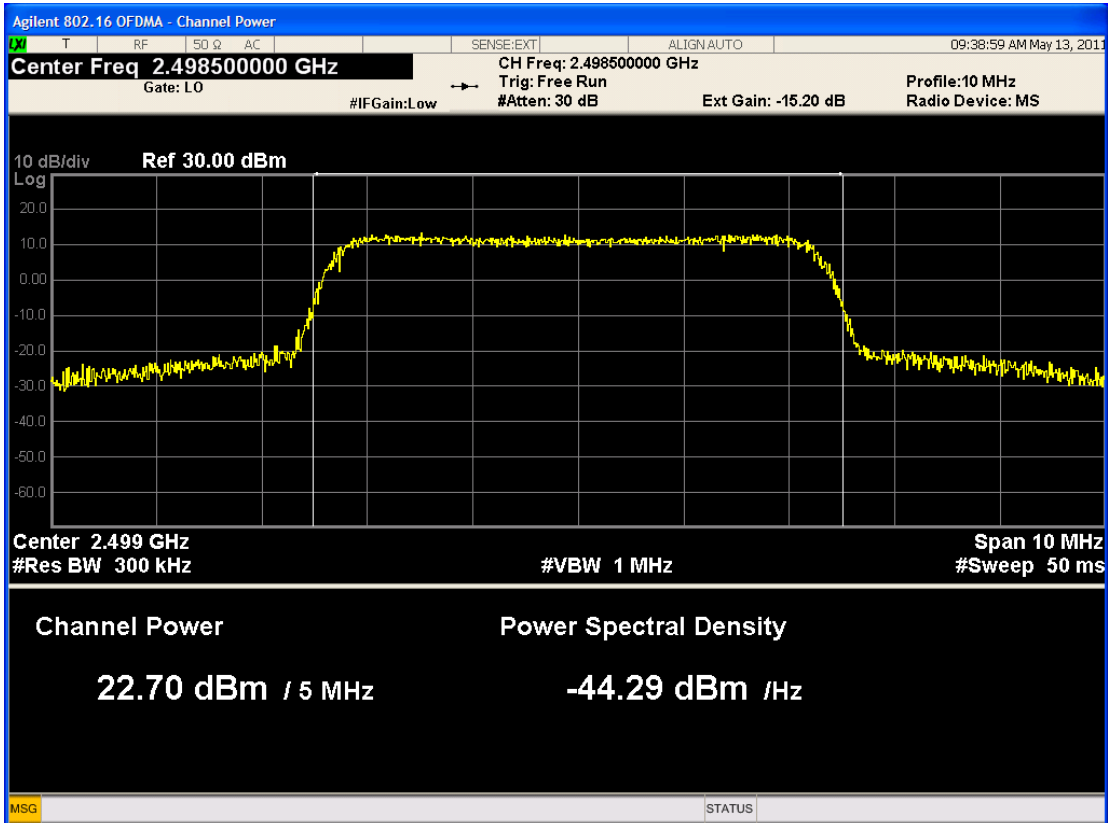 Agilent 802.16 OFDMA - Channel Power
LXI T RF 50 Ω AC SENSE:EXT ALIGN AUTO 09:38:59 AM May 13, 2011
Center Freq 2.498500000 GHz CH Freq: 2.498500000 GHz
Gate: LO Trig: Free Run Profile:10 MHz
#IFGain:Low #Atten: 30 dB Ext Gain: -15.20 dB Radio Device: MS
10 dB/div Ref 30.00 dBm
Log
20.0
10.0
0.00
-10.0
-20.0
-30.0
-40.0
-50.0
-60.0
Center 2.499 GHz Span 10 MHz
#Res BW 300 kHz #VBW 1 MHz #Sweep 50 ms
Channel Power Power Spectral Density
22.70 dBm / 5 MHz -44.29 dBm /Hz
MSG STATUS